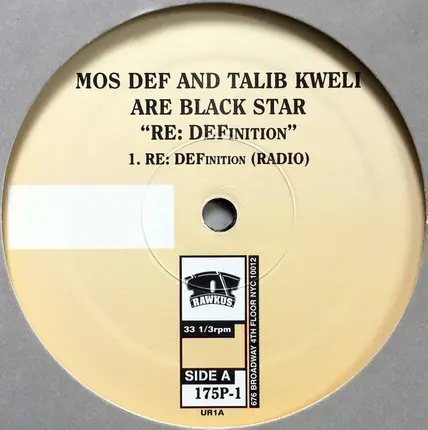 MOS DEF AND TALIB KWELI
ARE BLACK STAR
“RE: DEFINITION”
1. RE: DEFINITION (RADIO)
RAWKUS
33 1/3rpm
SIDE A
175P-1
676 BROADWAY 4TH FLOOR NYC 10012
UR1A